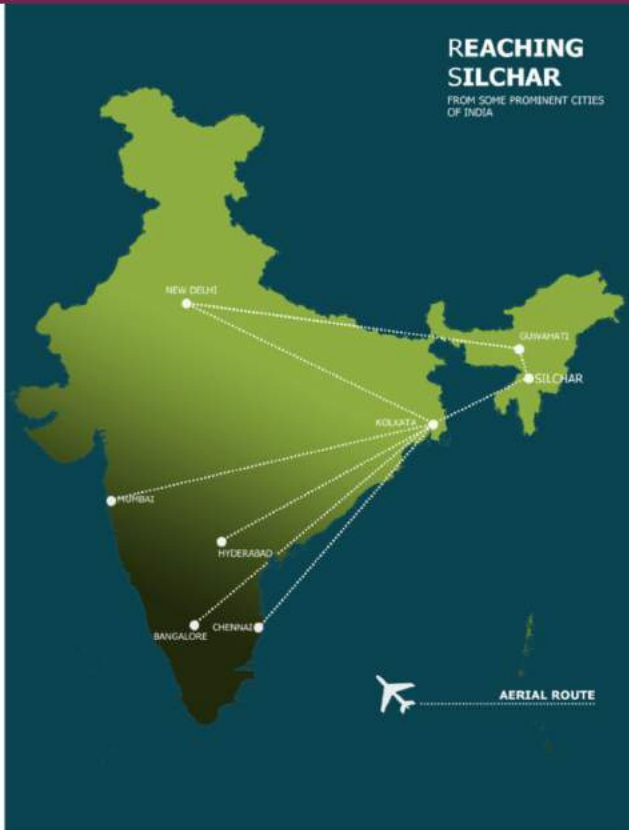 REACHING
SILCHAR
FROM SOME PROMINENT CITIES
OF INDIA
NEW DELHI
GUWAHATI
SILCHAR
KOLKATA
MUMBAI
HYDERABAD
BANGALORE
CHENNAI
AERIAL ROUTE